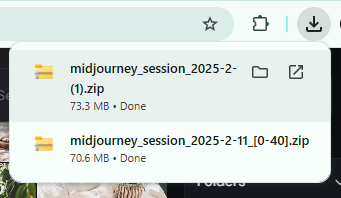 midjourney_session_2025-2-
(1).zip
73.3 MB • Done
midjourney_session_2025-2-11_[0-40].zip
70.6 MB • Done
Folders